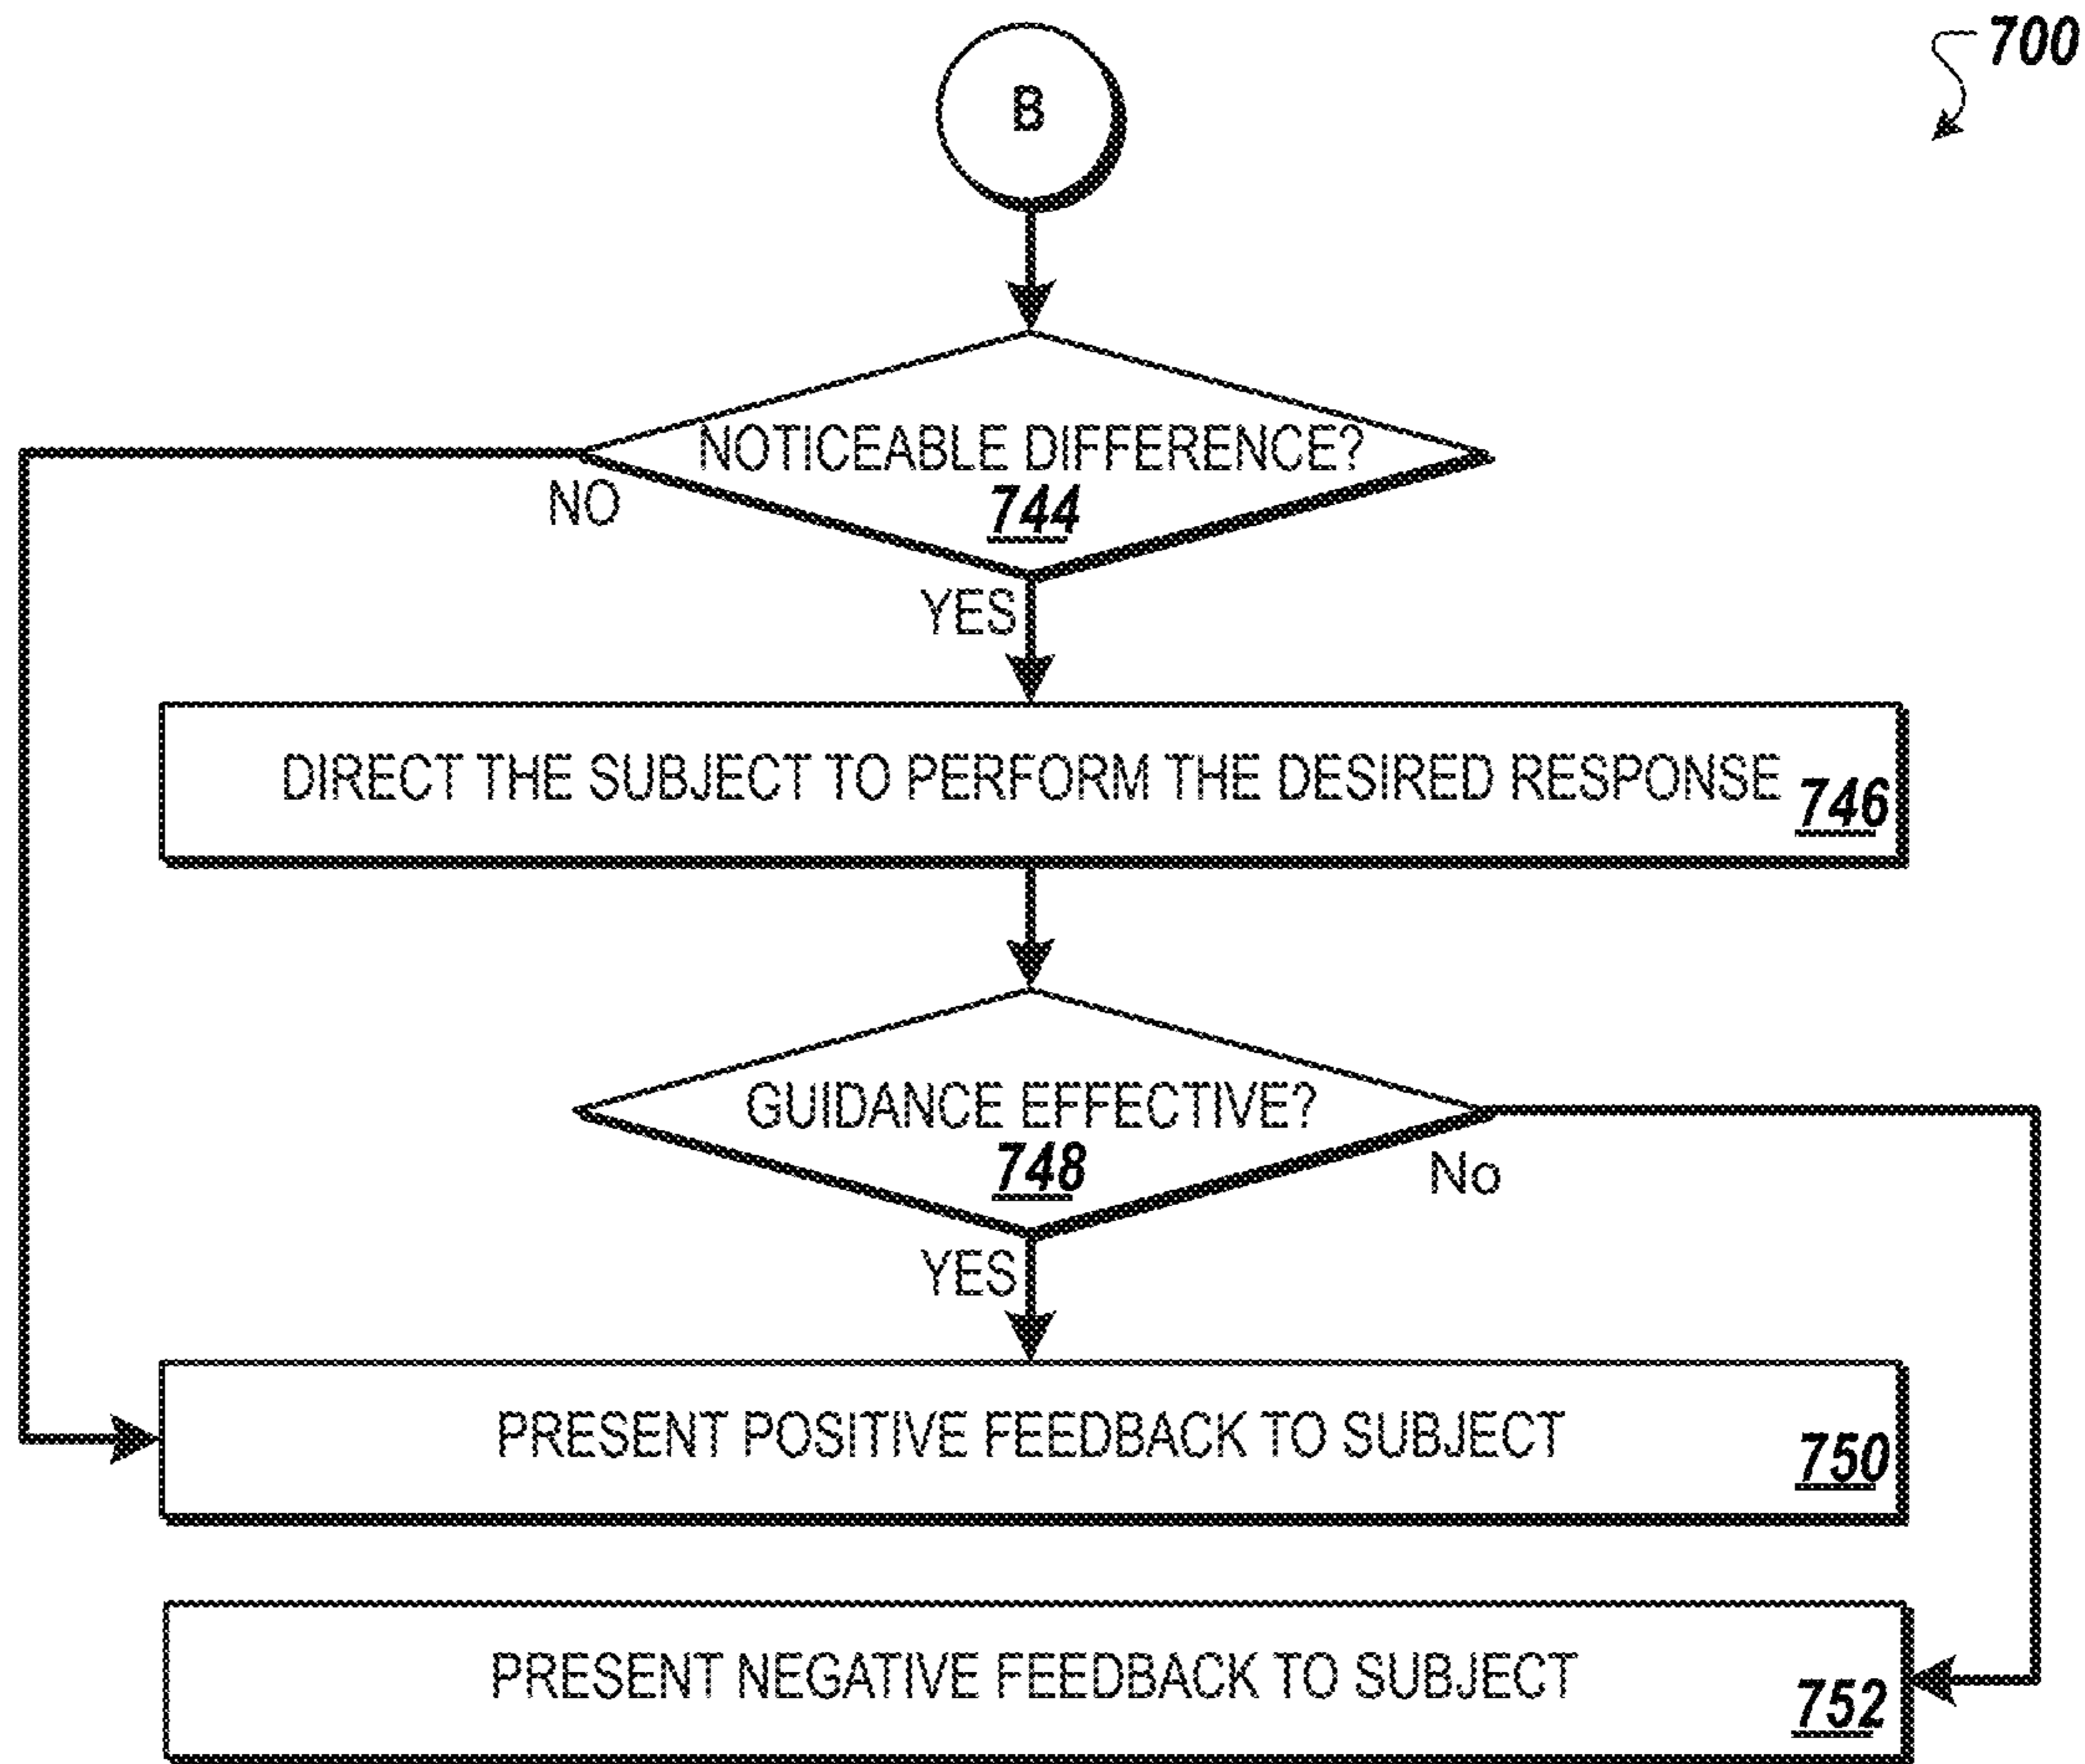 700
B
NOTICEABLE DIFFERENCE?
744
NO
YES
DIRECT THE SUBJECT TO PERFORM THE DESIRED RESPONSE 746
GUIDANCE EFFECTIVE?
748
No
YES
PRESENT POSITIVE FEEDBACK TO SUBJECT 750
PRESENT NEGATIVE FEEDBACK TO SUBJECT 752